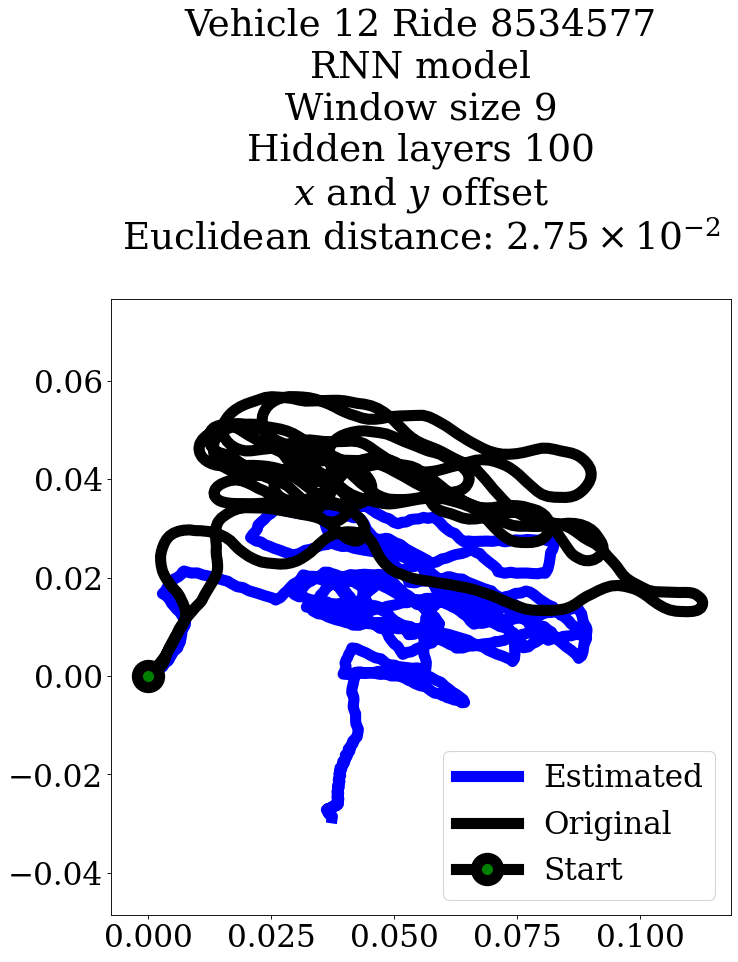 Vehicle 12 Ride 8534577
RNN model
Window size 9
Hidden layers 100
x and y offset
Euclidean distance: 2.75 × 10⁻²
0.06
0.04
0.02
0.00
−0.02
−0.04
Estimated
Original
Start
0.000 0.025 0.050 0.075 0.100